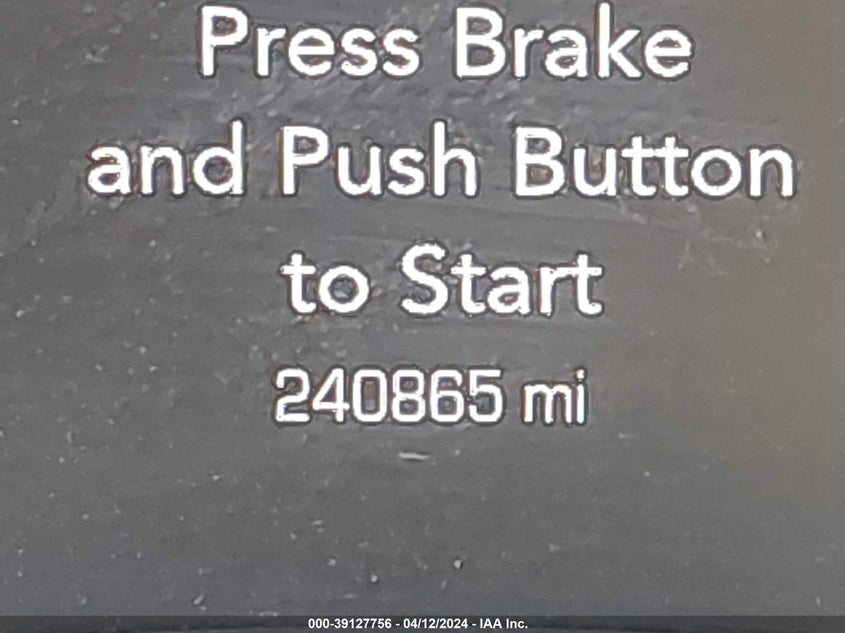 Press Brake
and Push Button
to Start
240865 mi
000-39127756 - 04/12/2024 - IAA Inc.